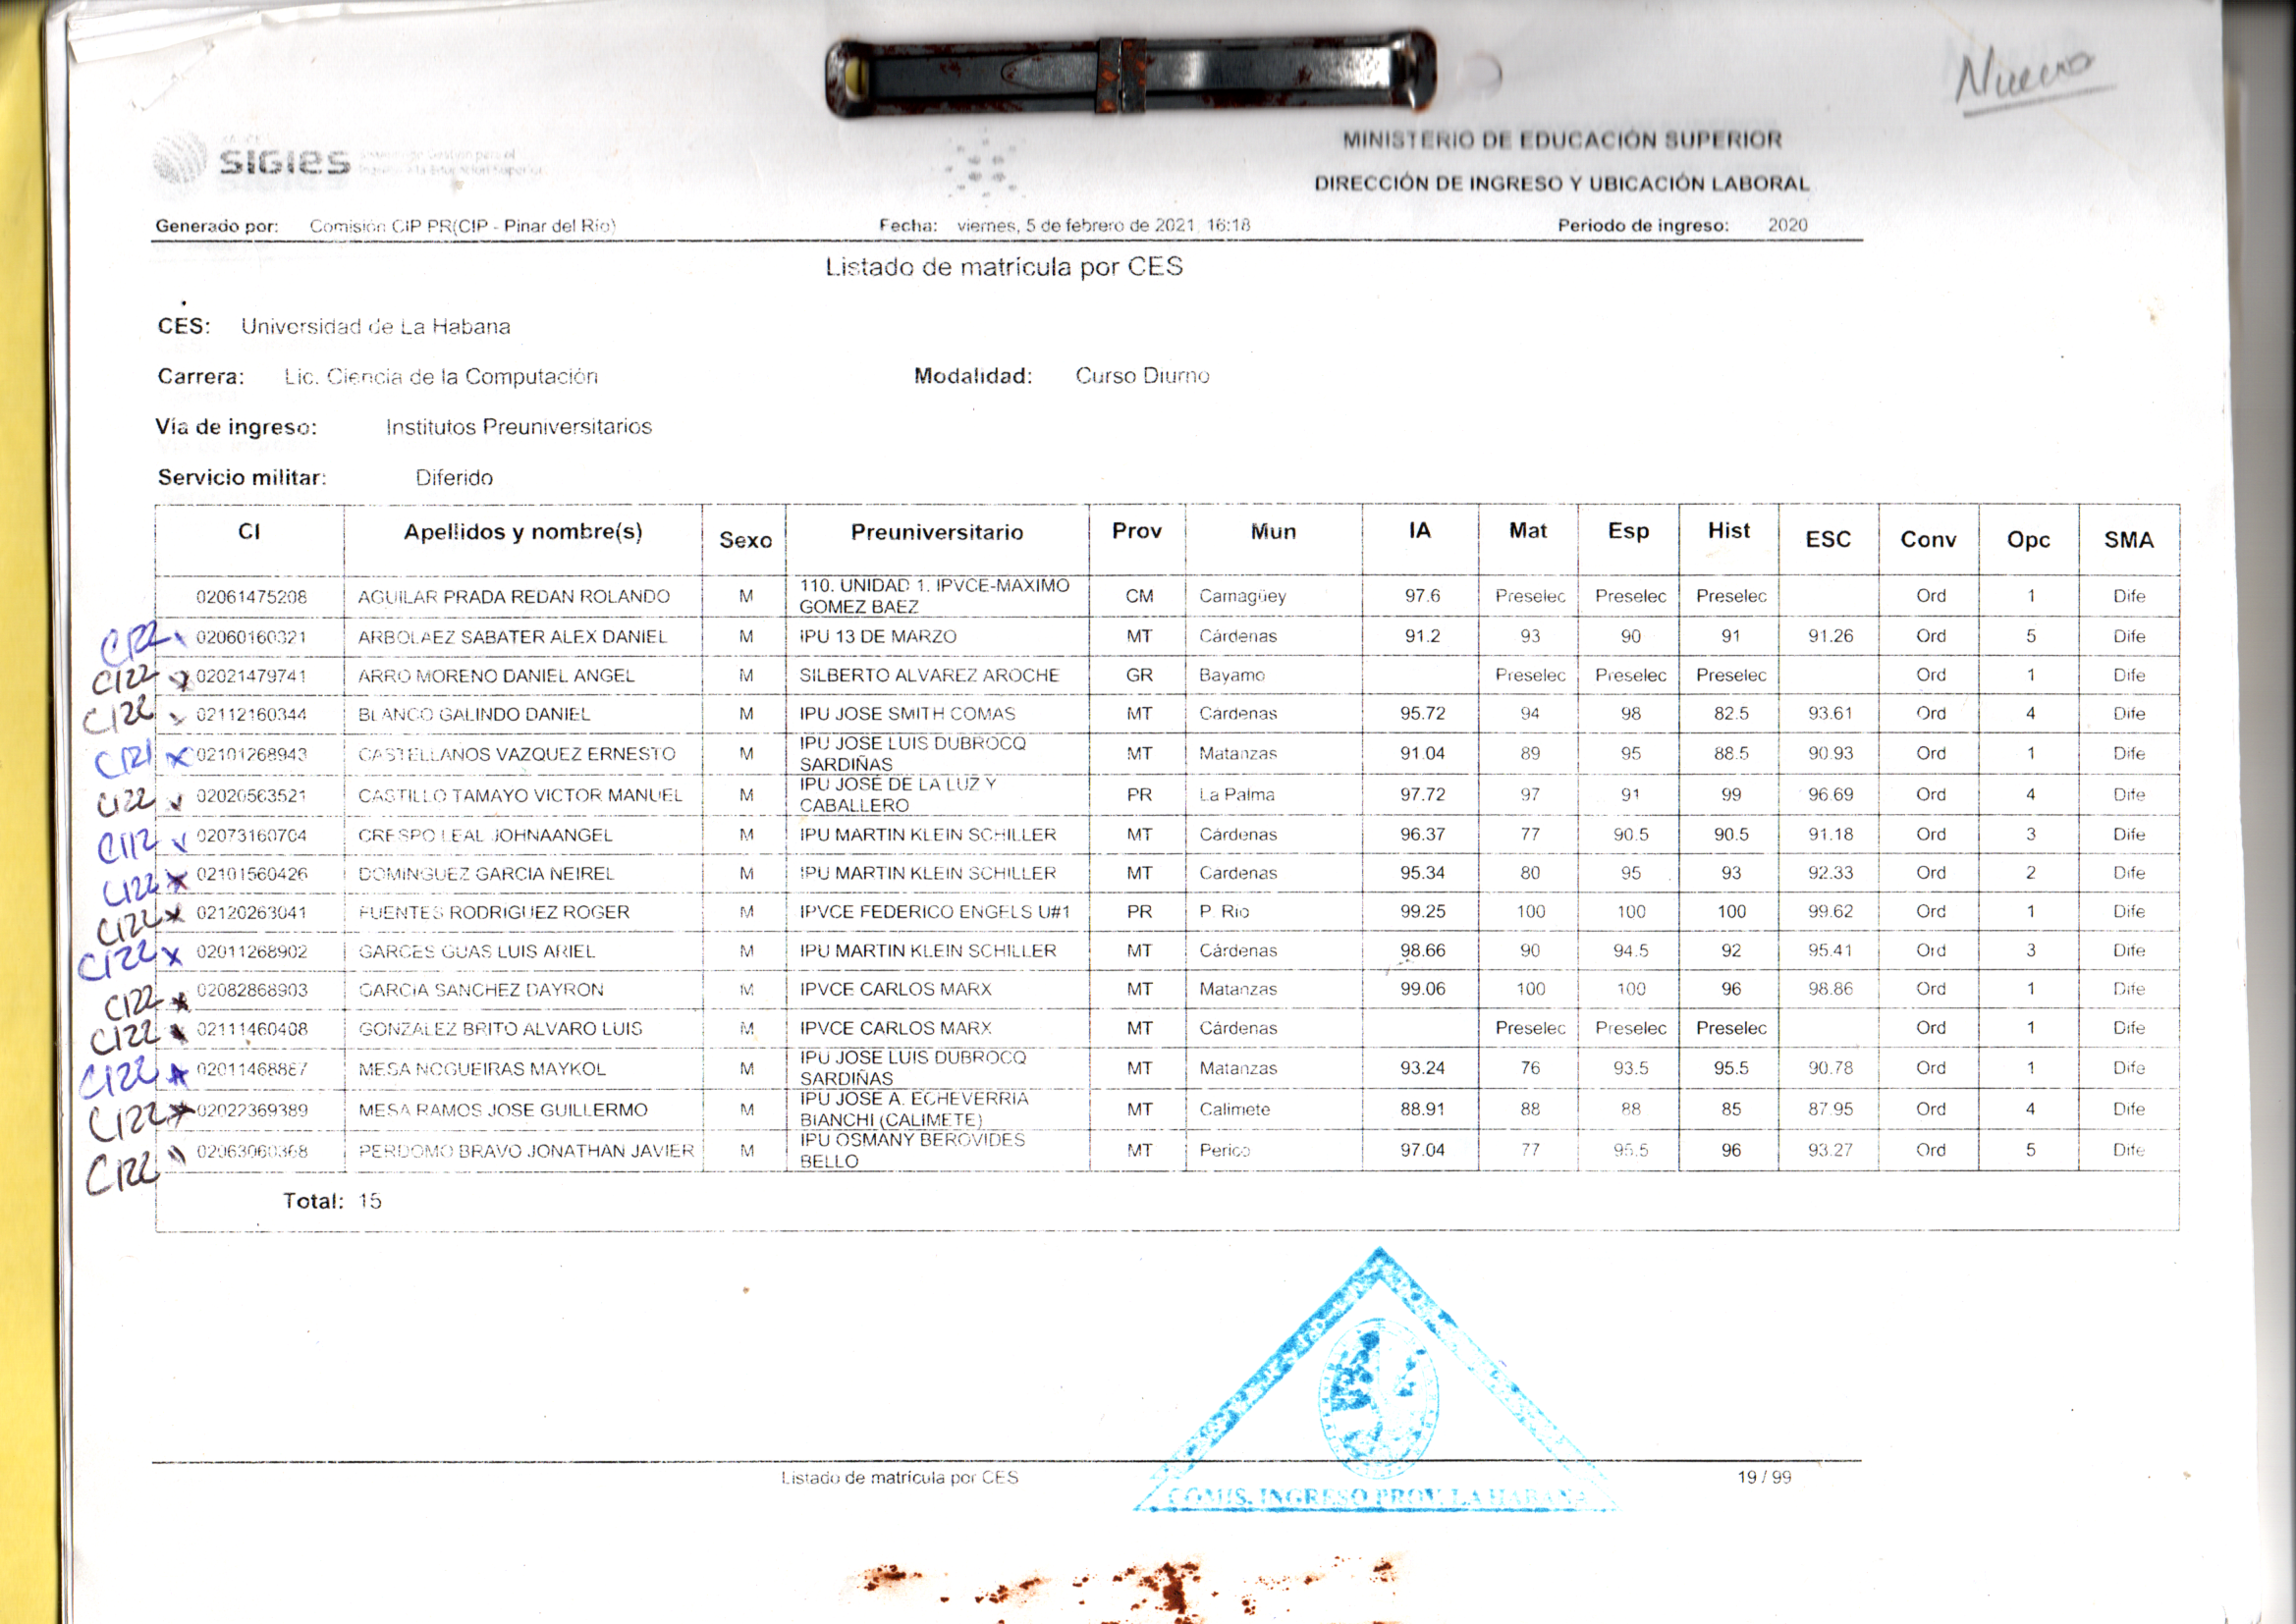 Nuevo
SIGIES
MINISTERIO DE EDUCACIÓN SUPERIOR
DIRECCIÓN DE INGRESO Y UBICACIÓN LABORAL
Generado por: Comisión CIP PR(CIP - Pinar del Río) Fecha: viernes, 5 de febrero de 2021, 16:18 Periodo de ingreso: 2020
Listado de matrícula por CES
CES: Universidad de La Habana
Carrera: Lic. Ciencia de la Computación Modalidad: Curso Diurno
Vía de ingreso: Institutos Preuniversitarios
Servicio militar: Diferido
CI Apellidos y nombre(s) Sexo Preuniversitario Prov Mun IA Mat Esp Hist ESC Conv Opc SMA
02061475208 AGUILAR PRADA REDAN ROLANDO M 110. UNIDAD 1. IPVCE-MAXIMO GOMEZ BAEZ CM Camagüey 97.6 Preselec Preselec Preselec Ord 1 Dife
C122 02060160321 ARBOLAEZ SABATER ALEX DANIEL M IPU 13 DE MARZO MT Cárdenas 91.2 93 90 91 91.26 Ord 5 Dife
C122 02021479741 ARRO MORENO DANIEL ANGEL M SILBERTO ALVAREZ AROCHE GR Bayamo Preselec Preselec Preselec Ord 1 Dife
C122 02112160344 BLANCO GALINDO DANIEL M IPU JOSE SMITH COMAS MT Cárdenas 95.72 94 98 82.5 93.61 Ord 4 Dife
C121 02101268943 CASTELLANOS VAZQUEZ ERNESTO M IPU JOSE LUIS DUBROCQ SARDIÑAS MT Matanzas 91.04 89 95 88.5 90.93 Ord 1 Dife
C122 02020563521 CASTILLO TAMAYO VICTOR MANUEL M IPU JOSÉ DE LA LUZ Y CABALLERO PR La Palma 97.72 97 91 99 96.69 Ord 4 Dife
C112 02073160704 CRESPO LEAL JOHNAANGEL M IPU MARTIN KLEIN SCHILLER MT Cárdenas 96.37 77 90.5 90.5 91.18 Ord 3 Dife
C122 02101560426 DOMINGUEZ GARCIA NEIREL M IPU MARTIN KLEIN SCHILLER MT Cárdenas 95.34 80 95 93 92.33 Ord 2 Dife
C122 02120263041 FUENTES RODRIGUEZ ROGER M IPVCE FEDERICO ENGELS U#1 PR P. Rio 99.25 100 100 100 99.62 Ord 1 Dife
C122 02011268902 GARCES GUAS LUIS ARIEL M IPU MARTIN KLEIN SCHILLER MT Cárdenas 98.66 90 94.5 92 95.41 Ord 3 Dife
C122 02082868903 GARCIA SANCHEZ DAYRON M IPVCE CARLOS MARX MT Matanzas 99.06 100 100 96 98.86 Ord 1 Dife
C122 02111460408 GONZALEZ BRITO ALVARO LUIS M IPVCE CARLOS MARX MT Cárdenas Preselec Preselec Preselec Ord 1 Dife
C122 02011468867 MESA NOGUEIRAS MAYKOL M IPU JOSE LUIS DUBROCQ SARDIÑAS MT Matanzas 93.24 76 93.5 95.5 90.78 Ord 1 Dife
C122 02022369389 MESA RAMOS JOSE GUILLERMO M IPU JOSE A. ECHEVERRIA BIANCHI (CALIMETE) MT Calimete 88.91 88 88 85 87.95 Ord 4 Dife
C122 02063060368 PERDOMO BRAVO JONATHAN JAVIER M IPU OSMANY BEROVIDES BELLO MT Perico 97.04 77 95.5 96 93.27 Ord 5 Dife
Total: 15
Listado de matrícula por CES 19 / 99
COMIS. INGRESO PROV. LA HABANA